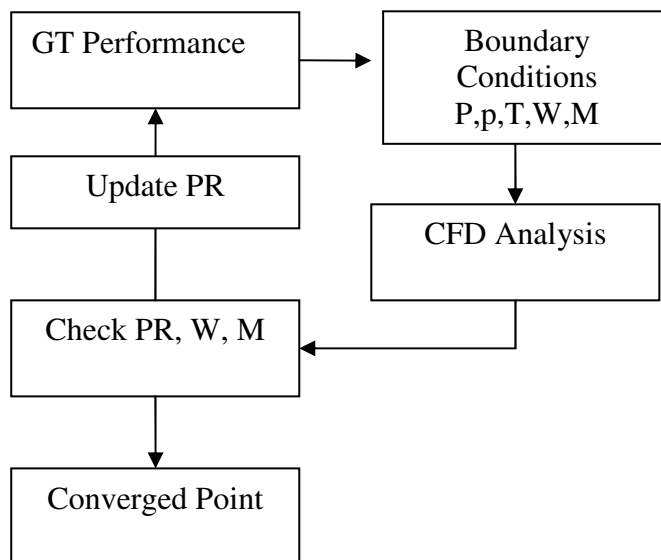 GT Performance
Boundary
Conditions
P,p,T,W,M
Update PR
CFD Analysis
Check PR, W, M
Converged Point